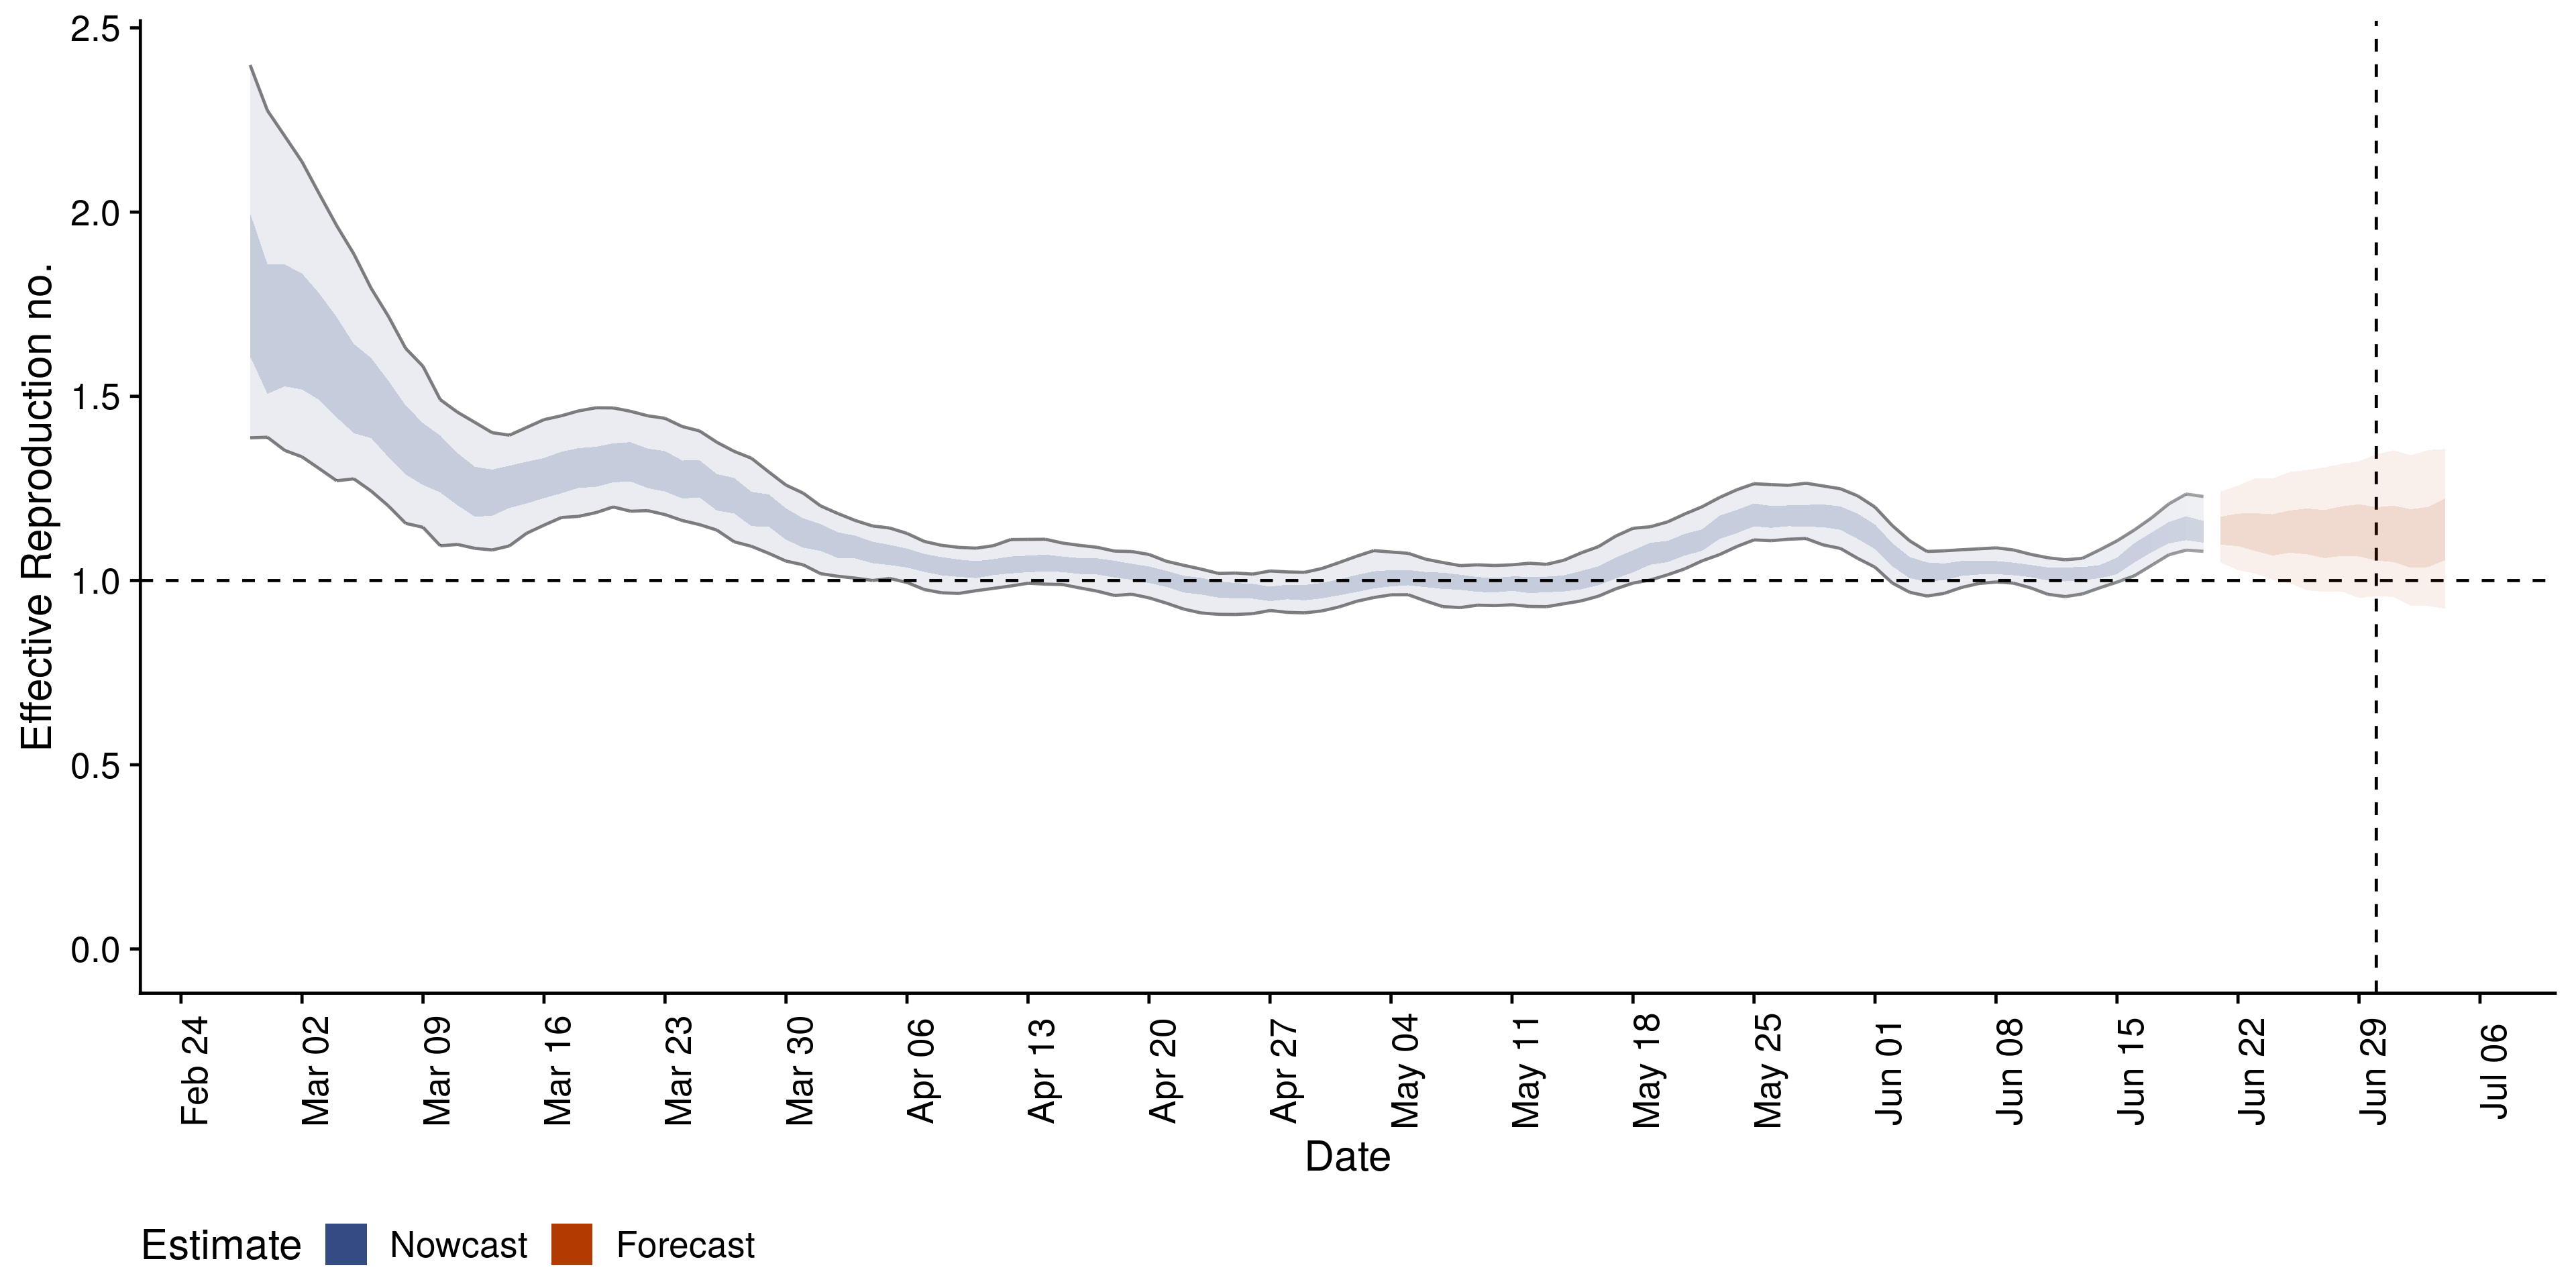 Effective Reproduction no.
2.5
2.0
1.5
1.0
0.5
0.0
Feb 24
Mar 02
Mar 09
Mar 16
Mar 23
Mar 30
Apr 06
Apr 13
Apr 20
Apr 27
May 04
May 11
May 18
May 25
Jun 01
Jun 08
Jun 15
Jun 22
Jun 29
Jul 06
Date
Estimate Nowcast Forecast